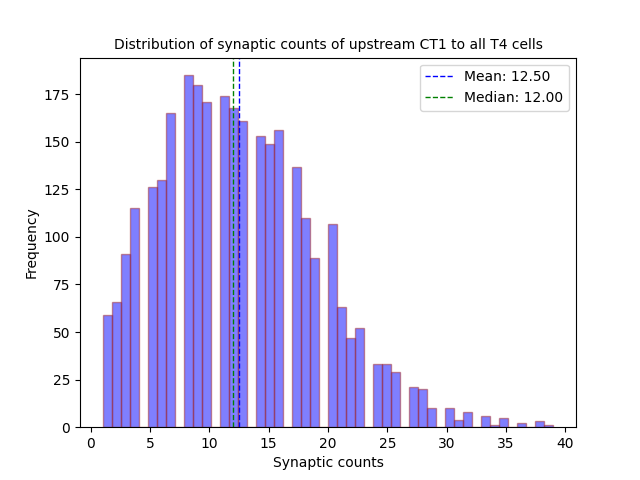 Distribution of synaptic counts of upstream CT1 to all T4 cells
Mean: 12.50
Median: 12.00
175
150
125
100
75
50
25
0
Frequency
0 5 10 15 20 25 30 35 40
Synaptic counts